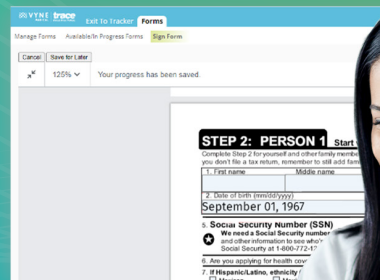 VYNE trace Exit To Tracker Forms
Manage Forms Available/In Progress Forms Sign Form
Cancel Save for Later
125% Your progress has been saved.
STEP 2: PERSON 1 Start
Complete Step 2 for yourself and other family membe
you don't file a tax return, remember to still add fam
1. First name Middle name
2. Date of birth (mm/dd/yyyy)
September 01, 1967
5. Social Security Number (SSN)
We need a Social Security number
and other information to see who's
Social Security at 1-800-772-12
6. Are you applying for health cov
7. If Hispanic/Latino, ethnicity